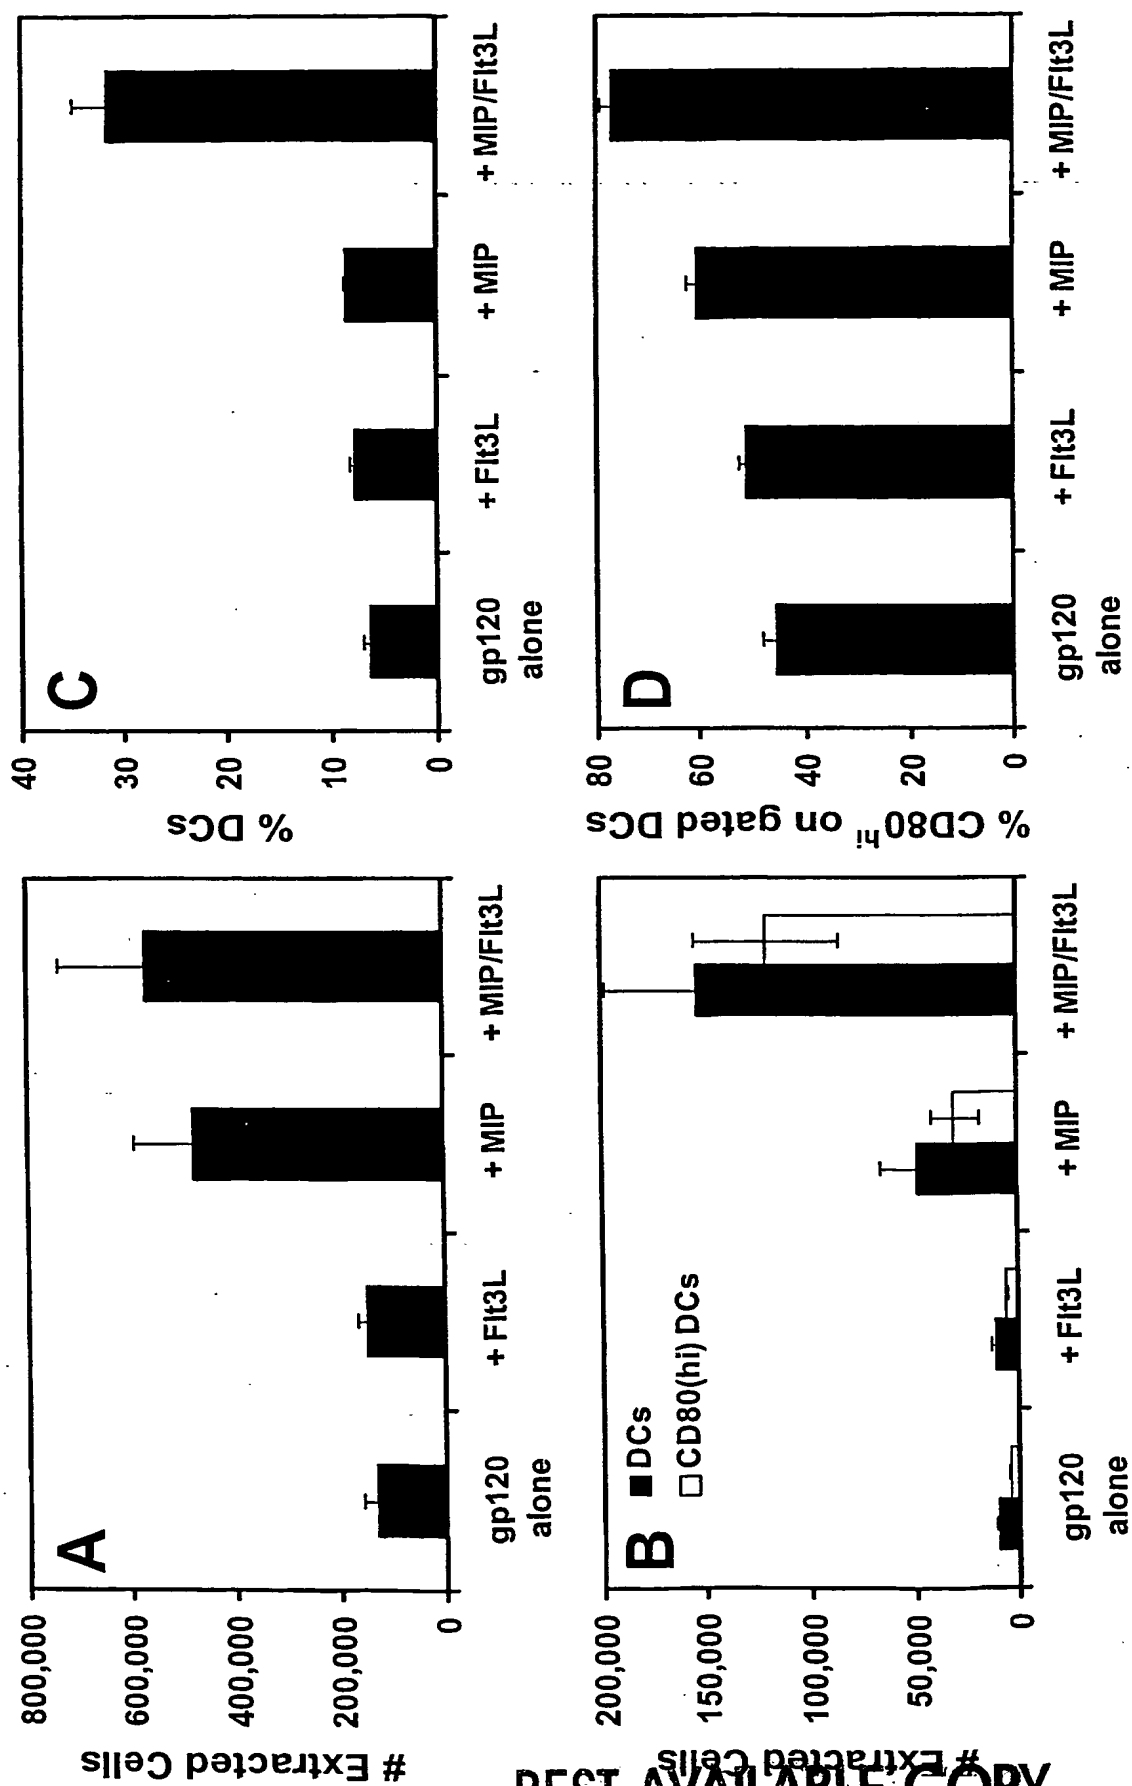 A
# Extracted Cells
800,000
600,000
400,000
200,000
0
gp120
alone
+ Flt3L
+ MIP
+ MIP/Flt3L
B
# Extracted Cells
200,000
150,000
100,000
50,000
0
DCs
CD80(hi) DCs
gp120
alone
+ Flt3L
+ MIP
+ MIP/Flt3L
C
% DCs
40
30
20
10
0
gp120
alone
+ Flt3L
+ MIP
+ MIP/Flt3L
D
% CD80hi on gated DCs
80
60
40
20
0
gp120
alone
+ Flt3L
+ MIP
+ MIP/Flt3L
BEST AVAILABLE COPY